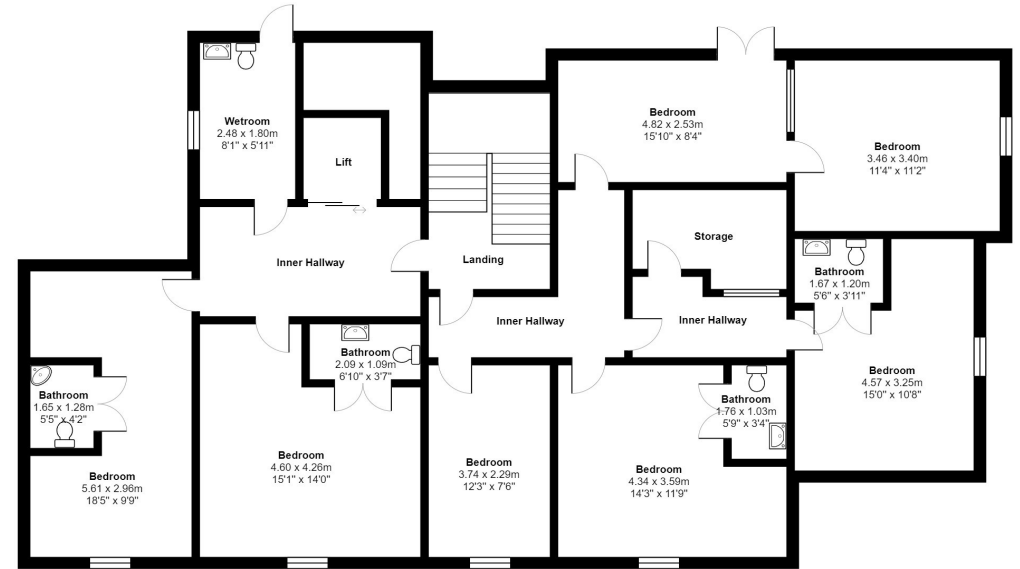 Wetroom
2.48 x 1.80m
8'1" x 5'11"
Lift
Bedroom
4.82 x 2.53m
15'10" x 8'4"
Bedroom
3.46 x 3.40m
11'4" x 11'2"
Inner Hallway
Landing
Storage
Bathroom
1.67 x 1.20m
5'6" x 3'11"
Inner Hallway
Inner Hallway
Bathroom
2.09 x 1.09m
6'10" x 3'7"
Bedroom
4.57 x 3.25m
15'0" x 10'8"
Bathroom
1.65 x 1.28m
5'5" x 4'2"
Bathroom
1.76 x 1.03m
5'9" x 3'4"
Bedroom
5.61 x 2.96m
18'5" x 9'9"
Bedroom
4.60 x 4.26m
15'1" x 14'0"
Bedroom
3.74 x 2.29m
12'3" x 7'6"
Bedroom
4.34 x 3.59m
14'3" x 11'9"